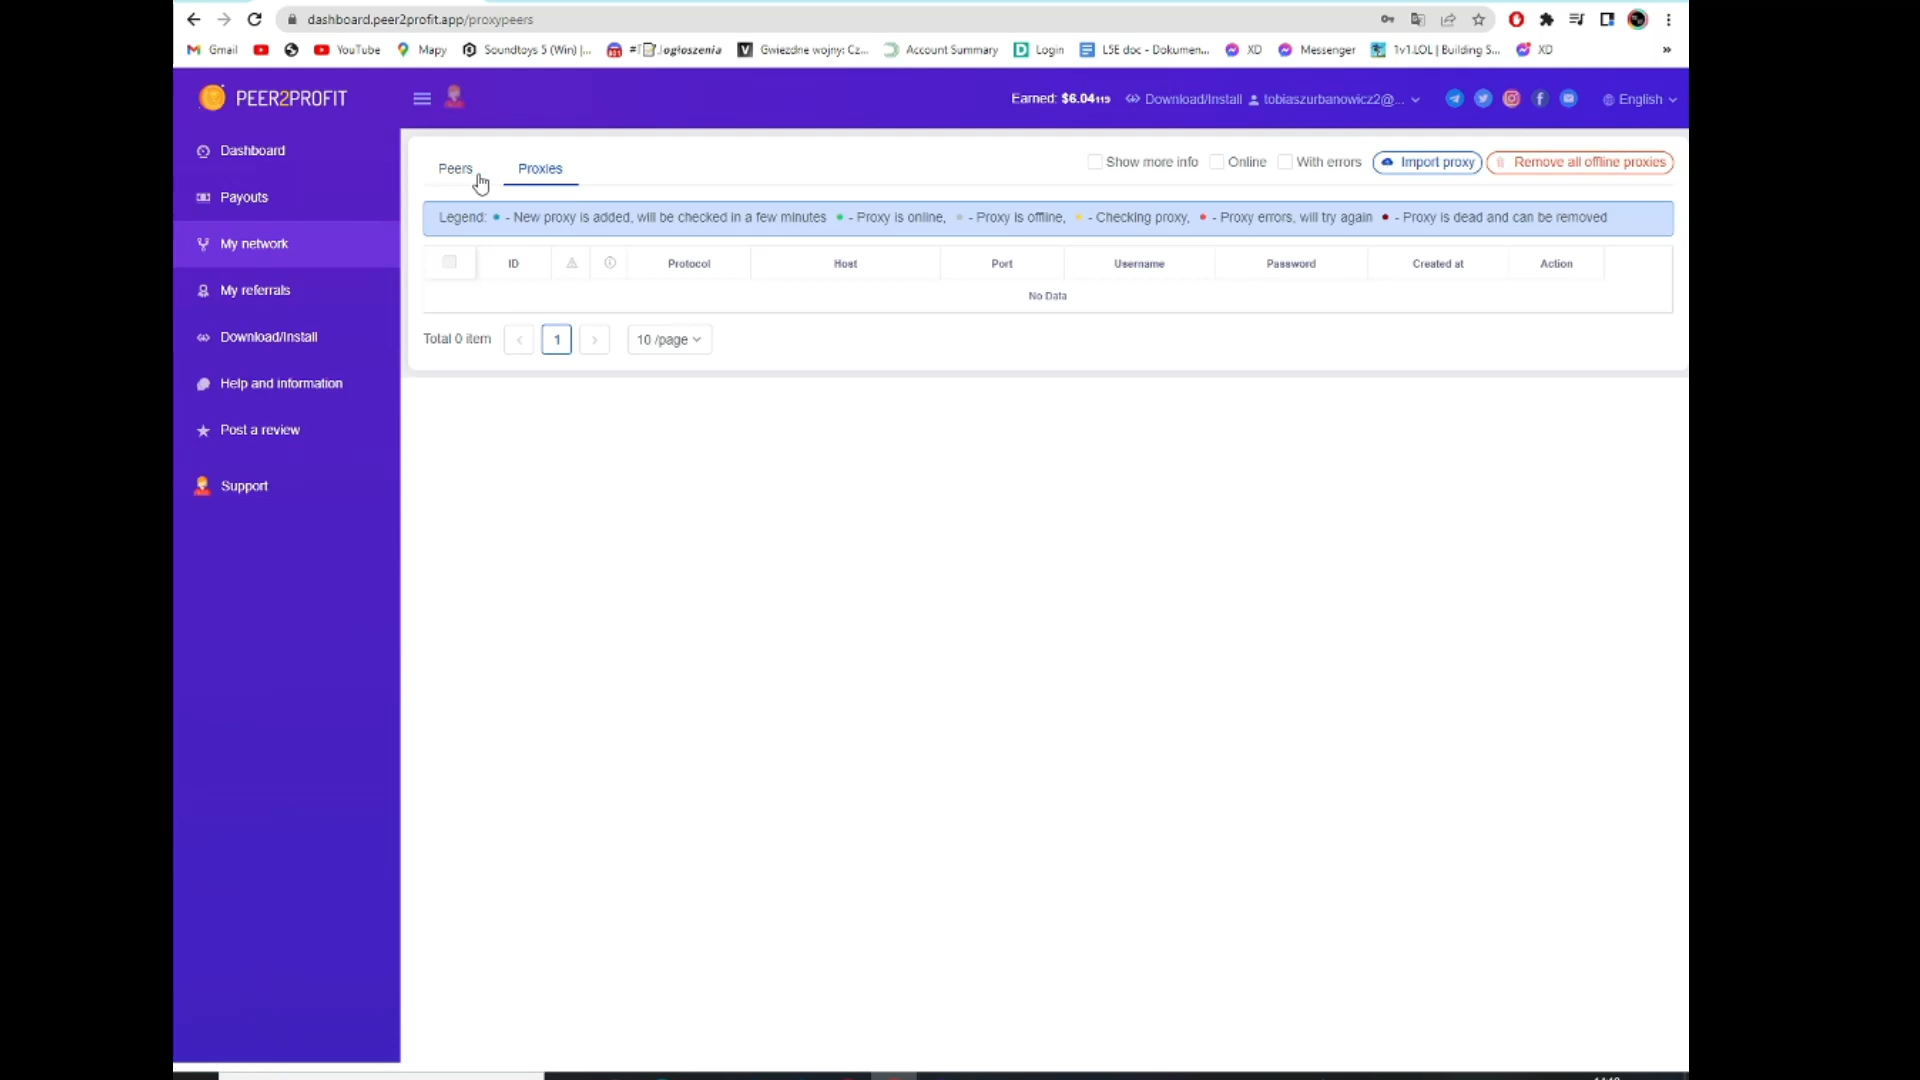 dashboard.peer2profit.app/proxypeers
Gmail YouTube Mapy Soundtoys 5 (Win) |... ogłoszenia Gwiezdne wojny: Cz... Account Summary Login L5E doc - Dokumen... XD Messenger 1v1.LOL | Building S... XD »
PEER2PROFIT
Earned: $6.04119 Download/Install tobiaszurbanowicz2@... English
Dashboard
Payouts
My network
My referrals
Download/Install
Help and information
Post a review
Support
Peers Proxies
Show more info Online With errors Import proxy Remove all offline proxies
Legend: - New proxy is added, will be checked in a few minutes - Proxy is online, - Proxy is offline, - Checking proxy, - Proxy errors, will try again - Proxy is dead and can be removed
ID Protocol Host Port Username Password Created at Action
No Data
Total 0 item < 1 > 10 /page